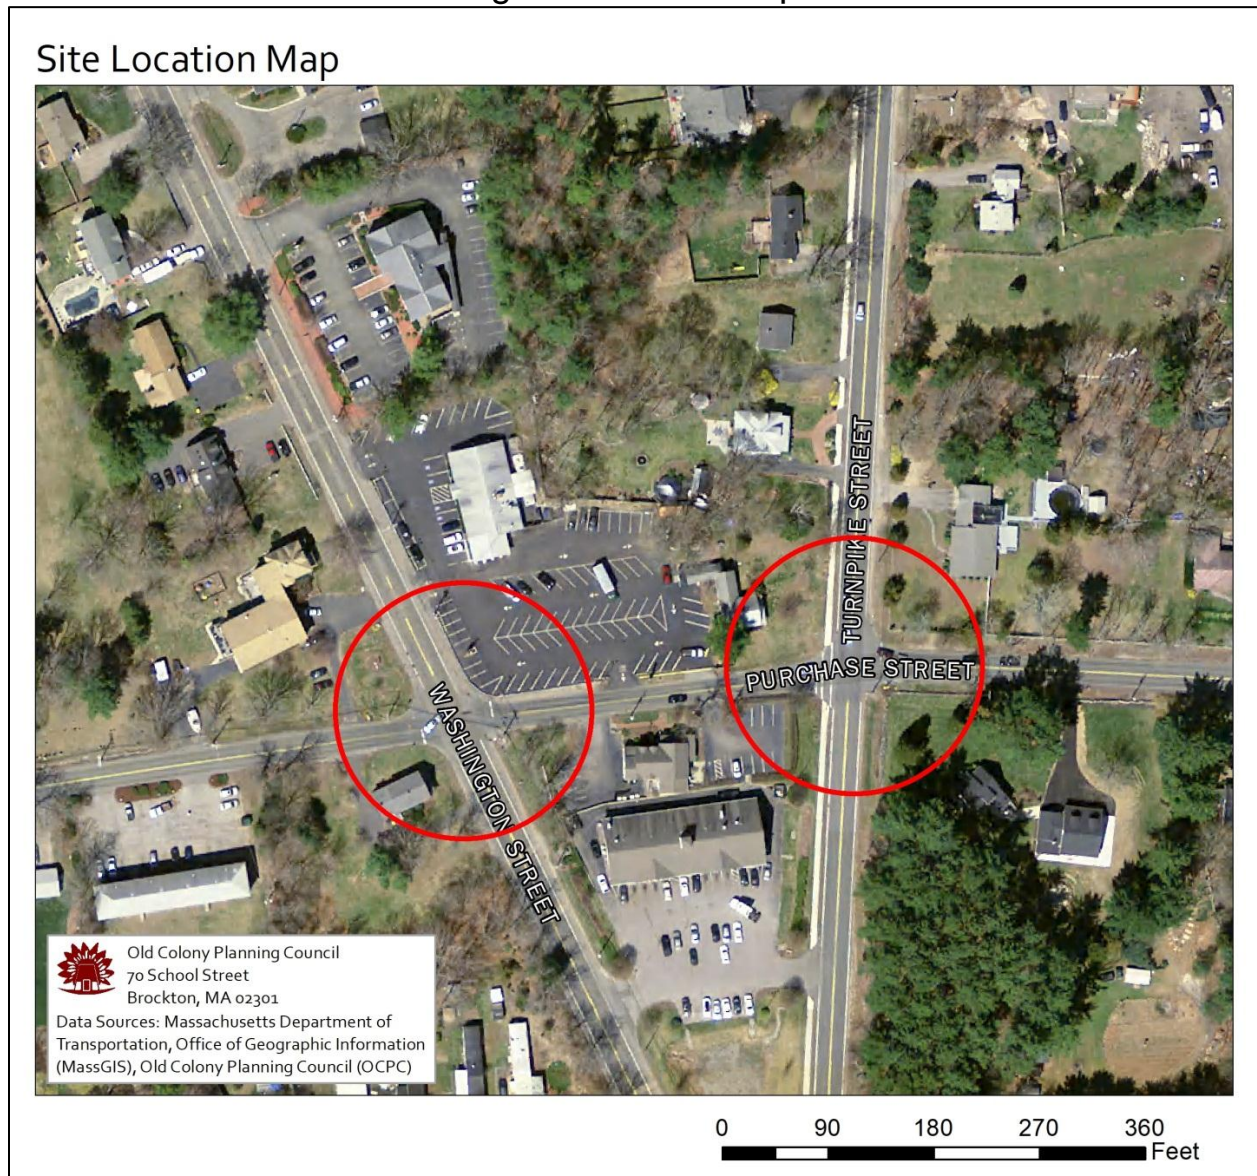 Site Location Map
TURNPIKE STREET
PURCHASE STREET
WASHINGTON STREET
Old Colony Planning Council
70 School Street
Brockton, MA 02301
Data Sources: Massachusetts Department of
Transportation, Office of Geographic Information
(MassGIS), Old Colony Planning Council (OCPC)
0 90 180 270 360
Feet